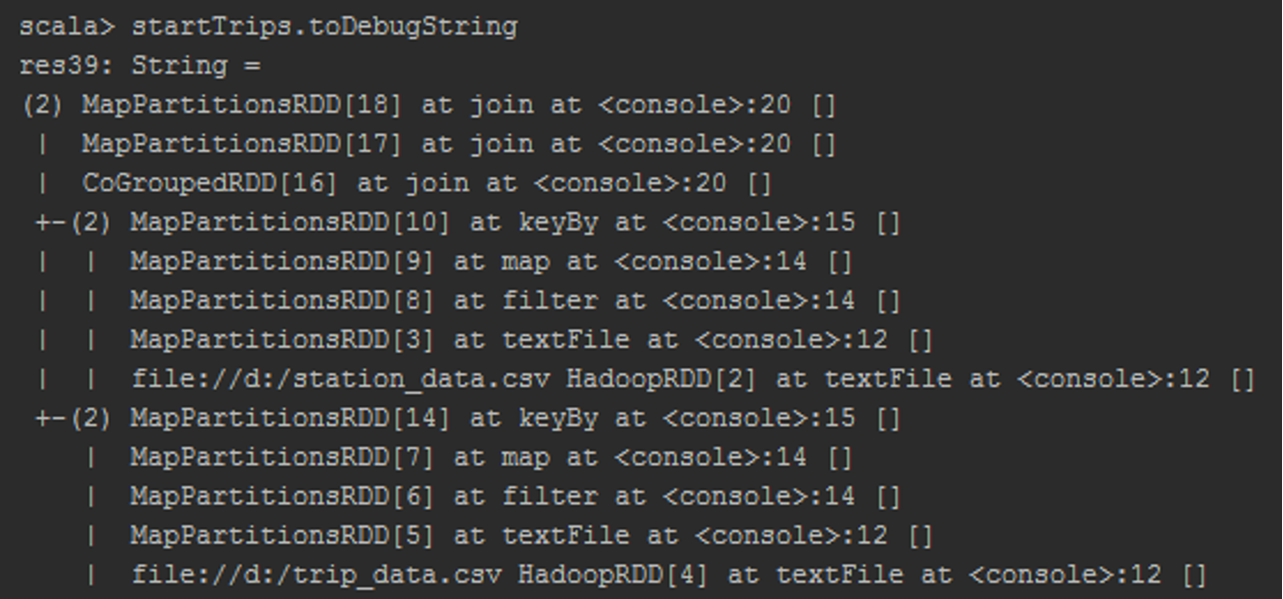 scala> startTrips.toDebugString
res39: String =
(2) MapPartitionsRDD[18] at join at <console>:20 []
 |  MapPartitionsRDD[17] at join at <console>:20 []
 |  CoGroupedRDD[16] at join at <console>:20 []
 +-(2) MapPartitionsRDD[10] at keyBy at <console>:15 []
 |  |  MapPartitionsRDD[9] at map at <console>:14 []
 |  |  MapPartitionsRDD[8] at filter at <console>:14 []
 |  |  MapPartitionsRDD[3] at textFile at <console>:12 []
 |  |  file://d:/station_data.csv HadoopRDD[2] at textFile at <console>:12 []
 +-(2) MapPartitionsRDD[14] at keyBy at <console>:15 []
    |  MapPartitionsRDD[7] at map at <console>:14 []
    |  MapPartitionsRDD[6] at filter at <console>:14 []
    |  MapPartitionsRDD[5] at textFile at <console>:12 []
    |  file://d:/trip_data.csv HadoopRDD[4] at textFile at <console>:12 []